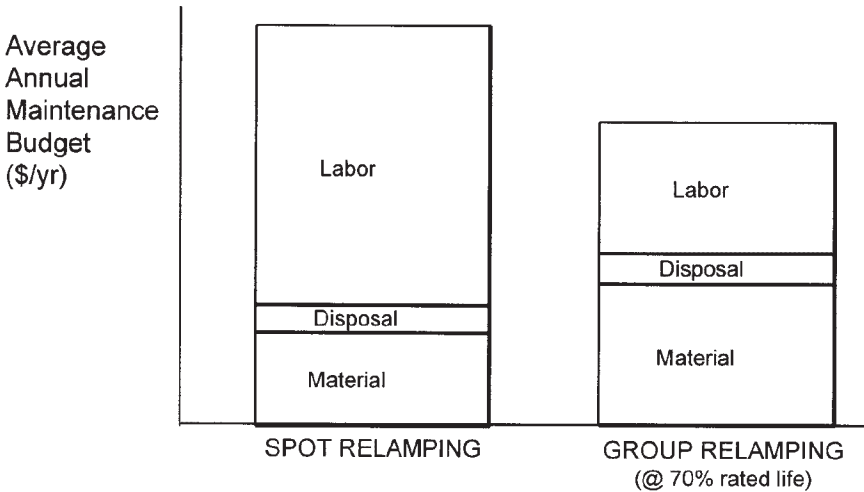 Average
Annual
Maintenance
Budget
($/yr)
Labor
Disposal
Material
Labor
Disposal
Material
SPOT RELAMPING
GROUP RELAMPING
(@ 70% rated life)